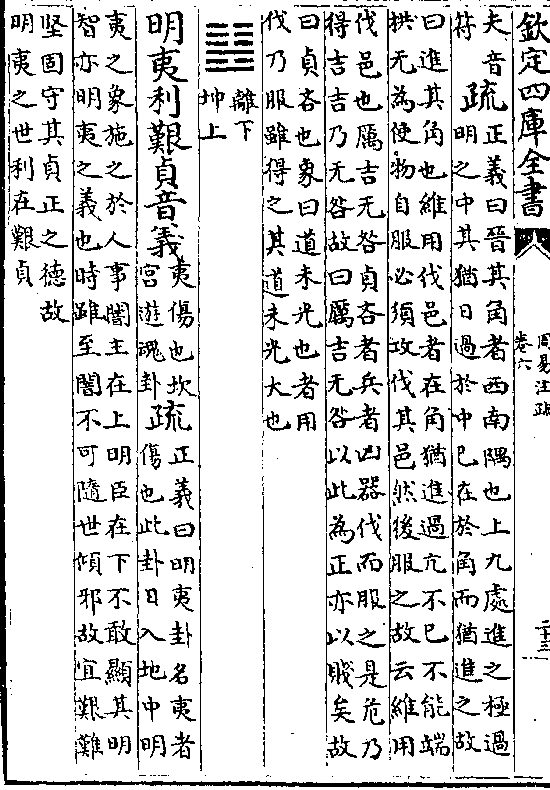 欽定四庫全書
周易注疏
卷六
二十三
夫音
符
疏
正義曰晉其角者西南隅也上九處進之極過
明之中其猶日過於中已在於角而猶進之故
曰進其角也維用伐邑者在角猶進過亢不已不能端
拱无為使物自服必須攻伐其邑然後服之故云維用
伐邑也厲吉无咎貞吝者兵者凶器伐而服之是危乃
得吉吉乃无咎故曰厲吉无咎以此為正亦以賤矣故
曰貞吝也象曰道未光也者用
伐乃服雖得之其道未光大也
䷣
離下
坤上
明夷利艱貞音義
夷傷也坎
宮遊魂卦
疏
正義曰明夷卦名夷者
傷也此卦日入地中明
夷之象施之於人事闇主在上明臣在下不敢顯其明
智亦明夷之義也時雖至闇不可隨世傾邪故宜艱難
堅固守其貞正之德故
明夷之世利在艱貞